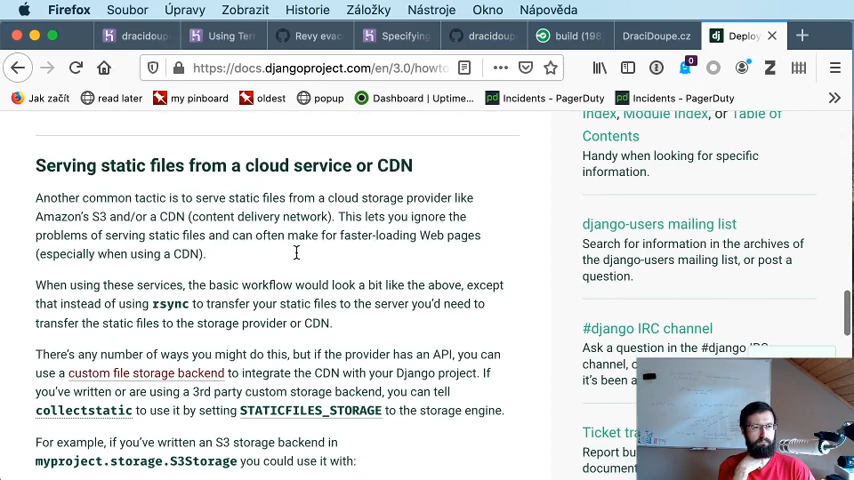 Firefox Soubor Úpravy Zobrazit Historie Záložky Nástroje Okno Nápověda
dracidoupe Using Ter Revy evac Specifying dracidoup build (198 DraciDoupe.cz dj Deploy
https://docs.djangoproject.com/en/3.0/howto
Jak začít read later my pinboard oldest popup Dashboard | Uptime... Incidents - PagerDuty Incidents - PagerDuty
Serving static files from a cloud service or CDN
Another common tactic is to serve static files from a cloud storage provider like
Amazon's S3 and/or a CDN (content delivery network). This lets you ignore the
problems of serving static files and can often make for faster-loading Web pages
(especially when using a CDN).
When using these services, the basic workflow would look a bit like the above, except
that instead of using rsync to transfer your static files to the server you'd need to
transfer the static files to the storage provider or CDN.
There's any number of ways you might do this, but if the provider has an API, you can
use a custom file storage backend to integrate the CDN with your Django project. If
you've written or are using a 3rd party custom storage backend, you can tell
collectstatic to use it by setting STATICFILES_STORAGE to the storage engine.
For example, if you've written an S3 storage backend in
myproject.storage.S3Storage you could use it with:
Index, Module Index, or Table of
Contents
Handy when looking for specific
information.
django-users mailing list
Search for information in the archives of
the django-users mailing list, or post a
question.
#django IRC channel
Ask a question in the #django IRC
channel,
it's been a
Ticket tra
Report bu
document